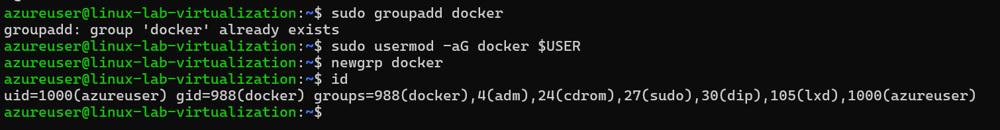 azureuser@linux-lab-virtualization:~$ sudo groupadd docker
groupadd: group 'docker' already exists
azureuser@linux-lab-virtualization:~$ sudo usermod -aG docker $USER
azureuser@linux-lab-virtualization:~$ newgrp docker
azureuser@linux-lab-virtualization:~$ id
uid=1000(azureuser) gid=988(docker) groups=988(docker),4(adm),24(cdrom),27(sudo),30(dip),105(lxd),1000(azureuser)
azureuser@linux-lab-virtualization:~$